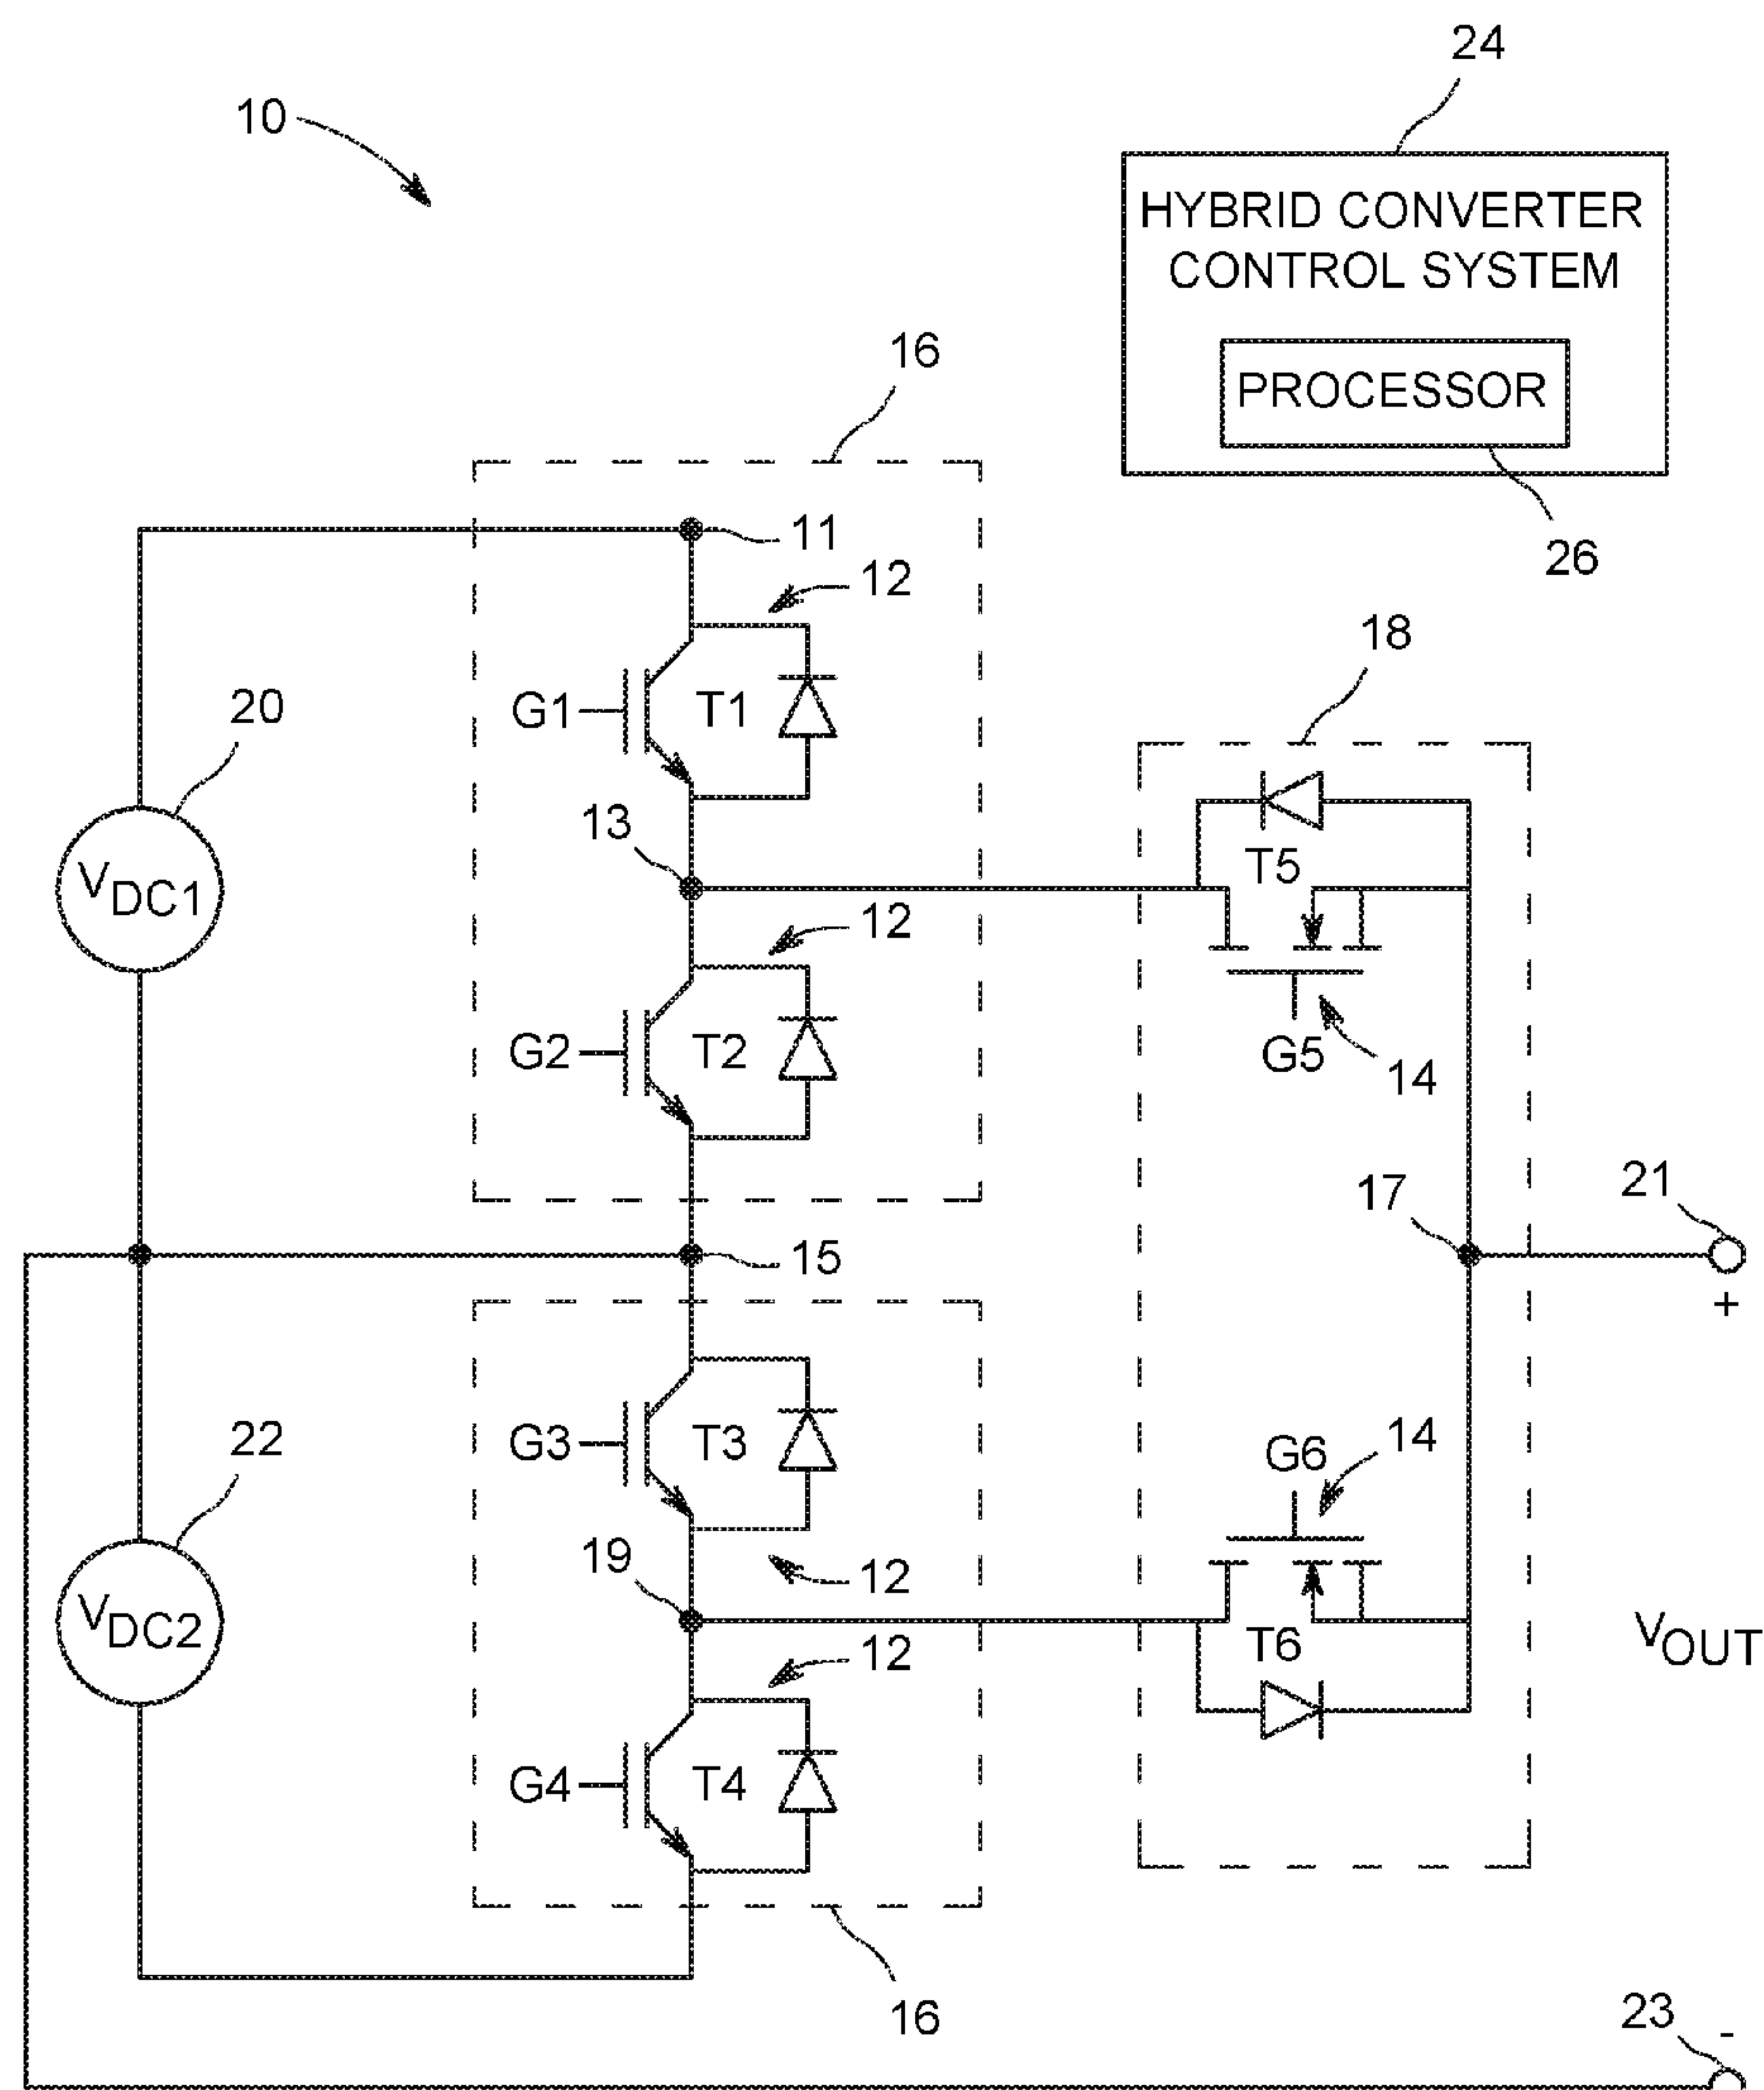 24
10
HYBRID CONVERTER
CONTROL SYSTEM
PROCESSOR
26
16
11
12
G1
T1
20
18
13
VDC1
T5
12
G2
T2
G5
14
17
21
15
+
G3
T3
22
G6
14
19
12
VDC2
T6
VOUT
12
G4
T4
16
23
-